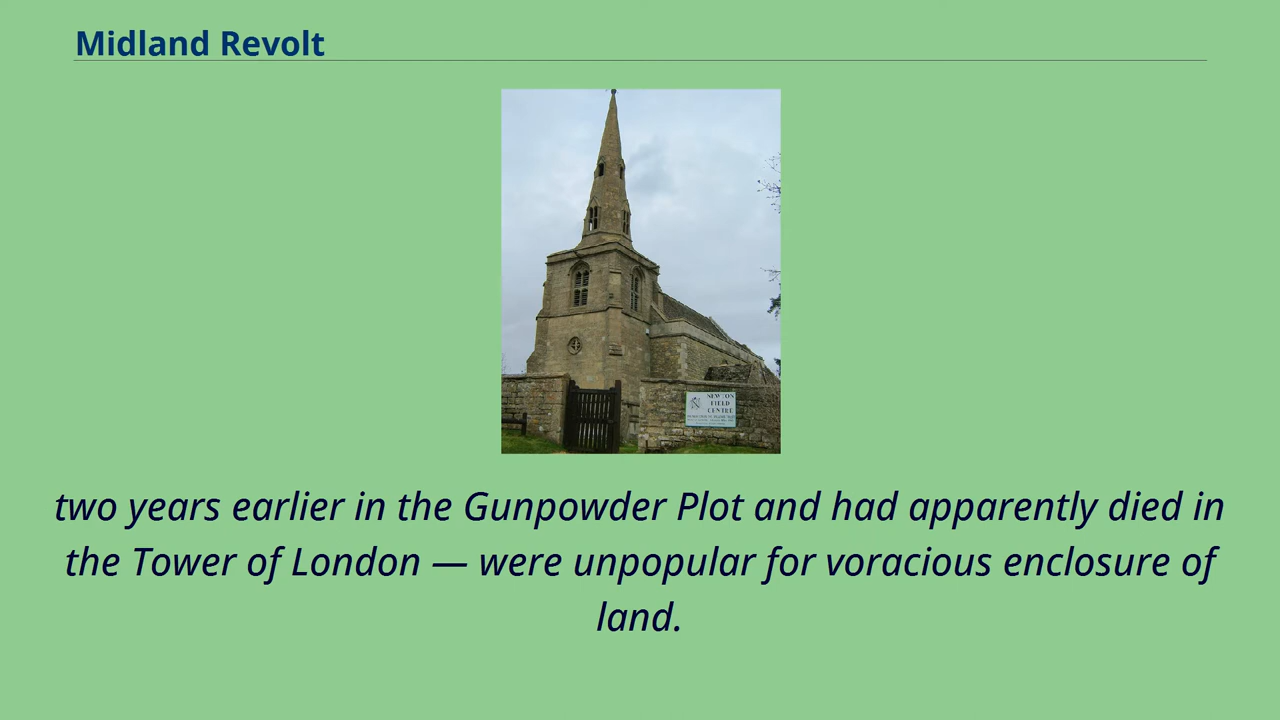 Midland Revolt
NEWTON
FIELD
CENTRE
two years earlier in the Gunpowder Plot and had apparently died in
the Tower of London — were unpopular for voracious enclosure of
land.